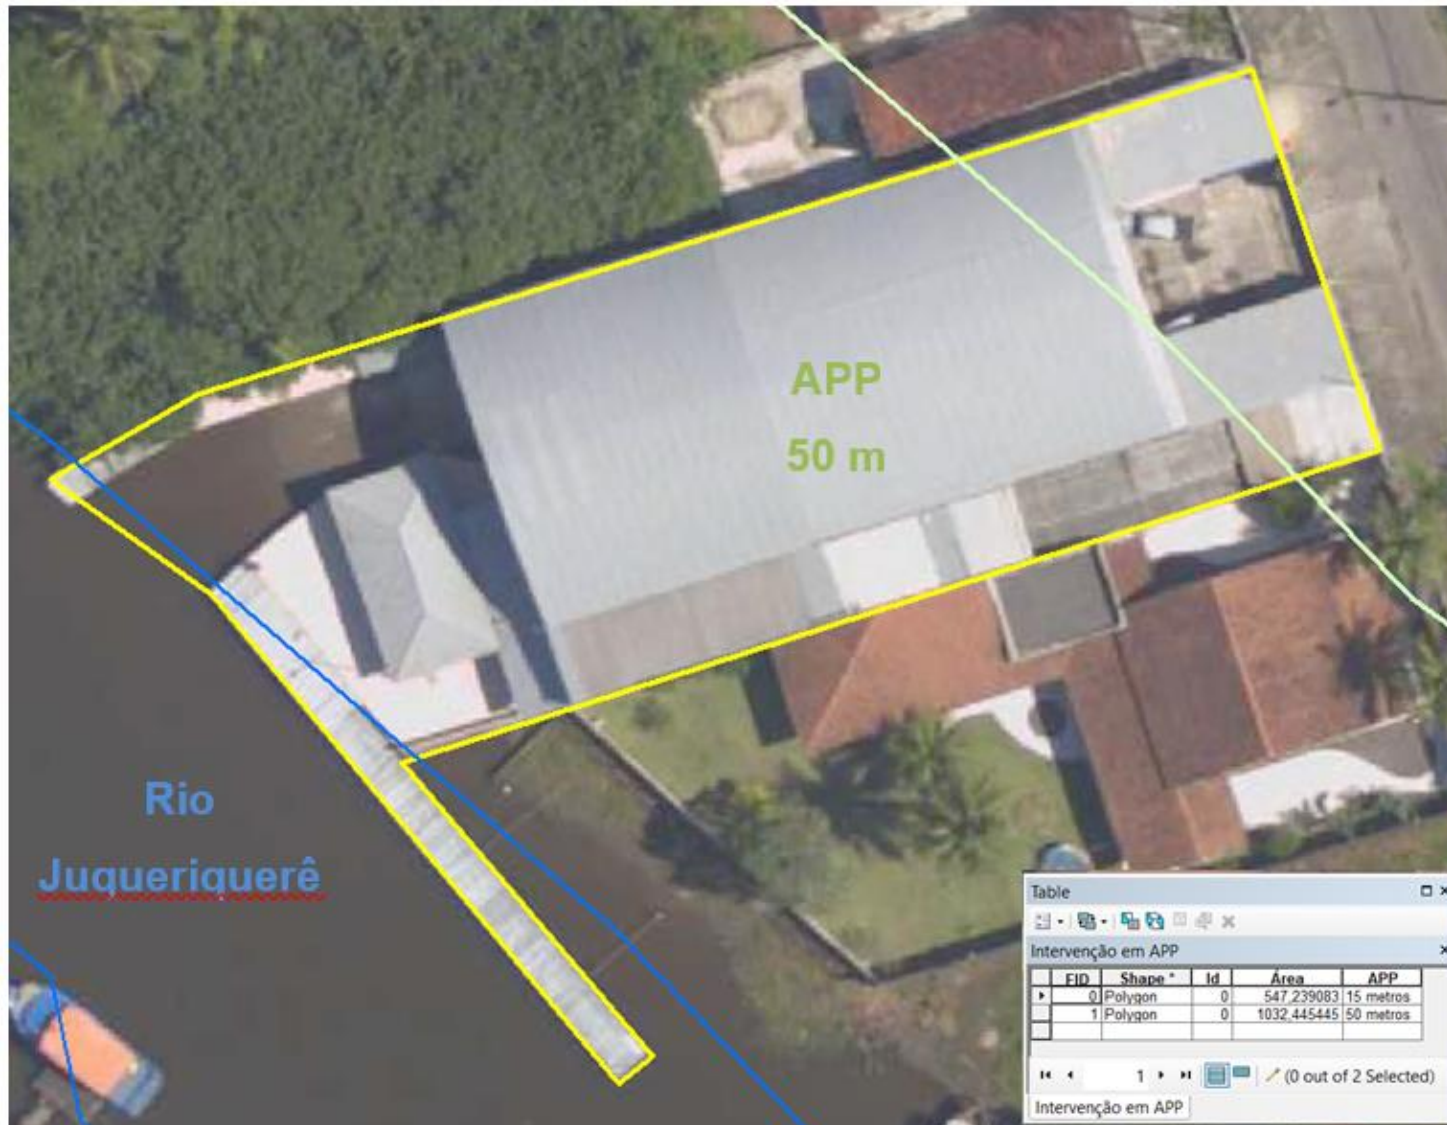 APP
50 m
Rio
Juqueriquerê
Table
Intervenção em APP
FID Shape * Id Área APP
0 Polygon 0 547,239083 15 metros
1 Polygon 0 1032,445445 50 metros
1 (0 out of 2 Selected)
Intervenção em APP